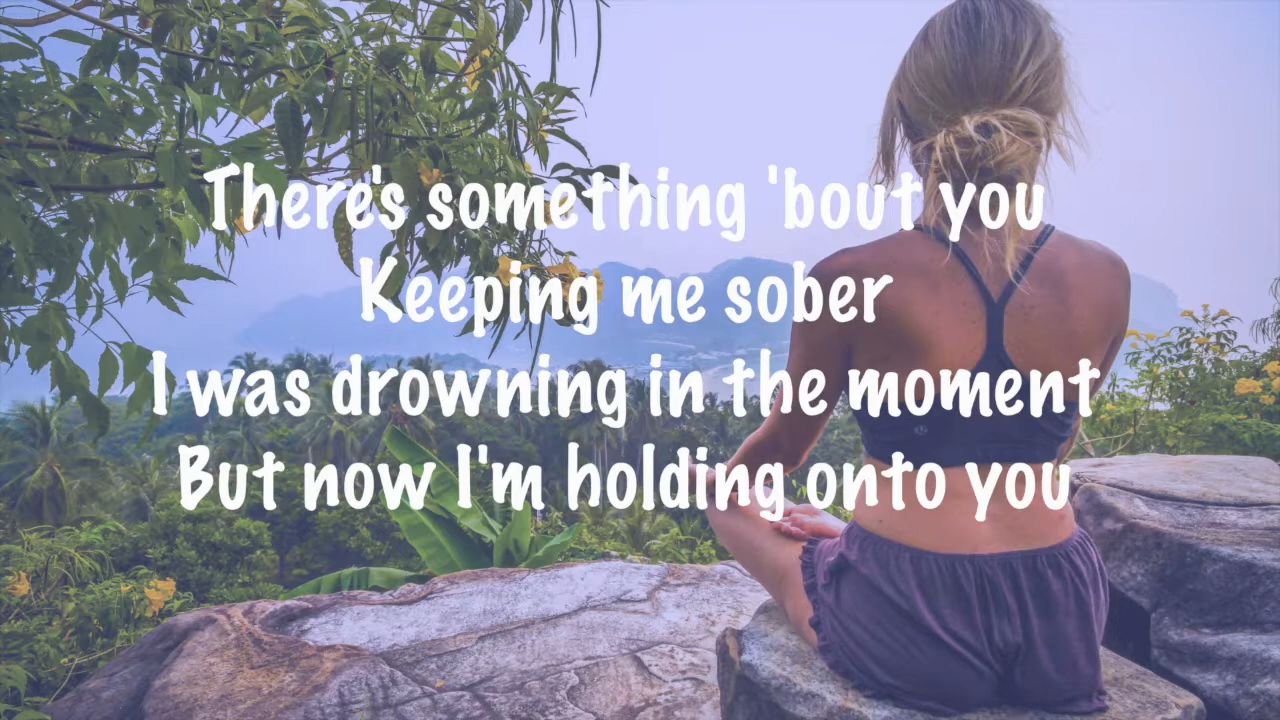 There's something 'bout you
Keeping me sober
I was drowning in the moment
But now I'm holding onto you